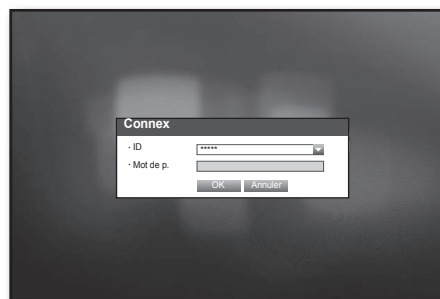 Connex
- ID
*****
· Mot de p.
OK Annuler